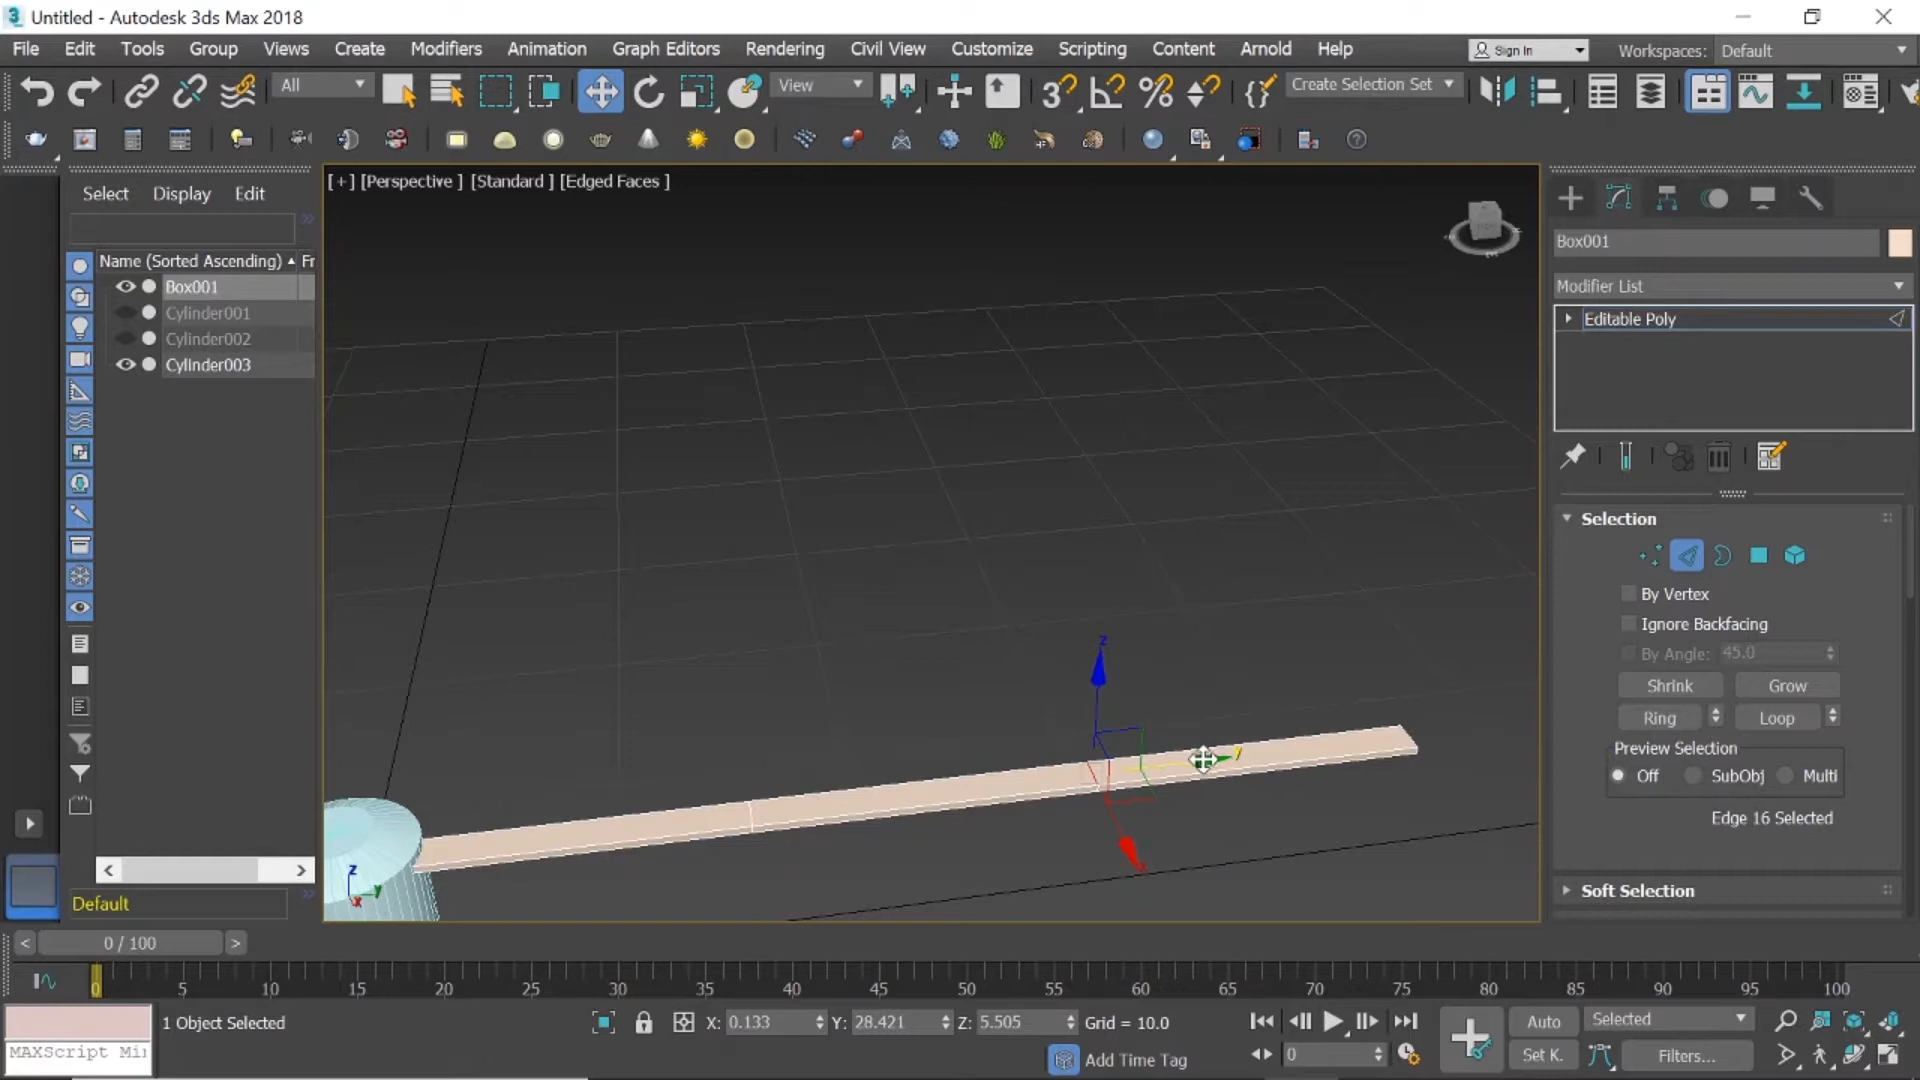 Untitled - Autodesk 3ds Max 2018
File Edit Tools Group Views Create Modifiers Animation Graph Editors Rendering Civil View Customize Scripting Content Arnold Help Sign In Workspaces: Default
All View Create Selection Set
Select Display Edit
[+] [Perspective ] [Standard ] [Edged Faces ]
Name (Sorted Ascending) Fr
Box001
Cylinder001
Cylinder002
Cylinder003
Default
Box001
Modifier List
Editable Poly
Selection
By Vertex
Ignore Backfacing
By Angle: 45.0
Shrink Grow
Ring Loop
Preview Selection
Off SubObj Multi
Edge 16 Selected
Soft Selection
z
y
x
z
y
x
< 0 / 100 >
0 5 10 15 20 25 30 35 40 45 50 55 60 65 70 75 80 85 90 95 100
1 Object Selected X: 0.133 Y: 28.421 Z: 5.505 Grid = 10.0 Auto Selected
MAXScript Mi Add Time Tag 0 Set K. Filters...